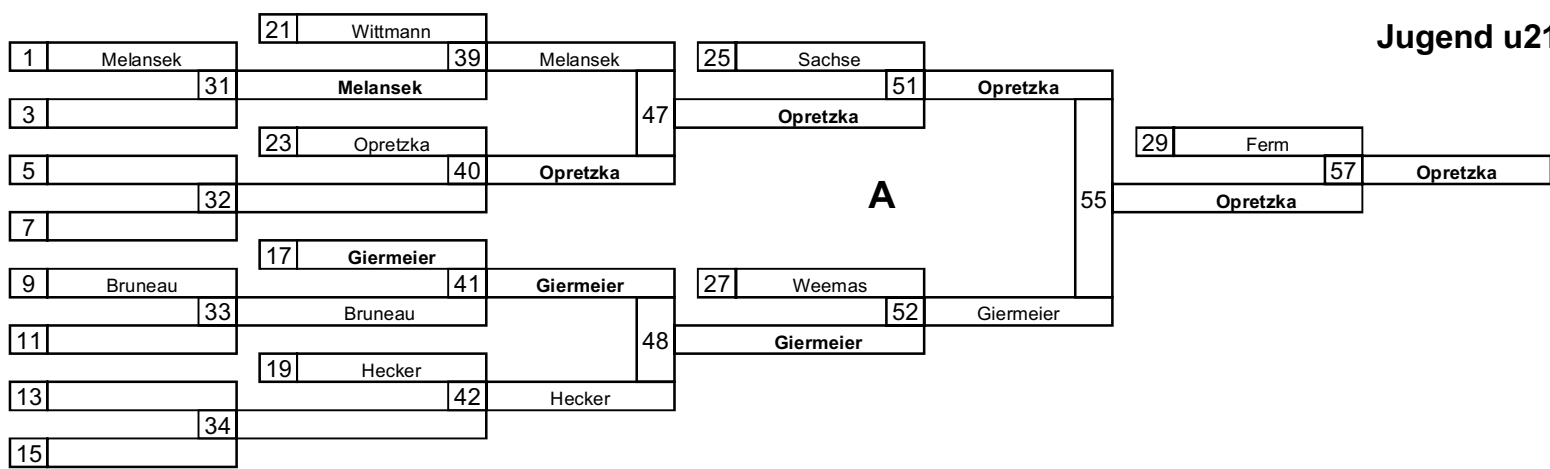 21 Wittmann
Jugend u21
1 Melansek 39 Melansek 25 Sachse
31 Melansek 51 Opretzka
3 47 Opretzka
23 Opretzka 29 Ferm
5 40 Opretzka 57 Opretzka
32 A 55 Opretzka
7
17 Giermeier
9 Bruneau 41 Giermeier 27 Weemas
33 Bruneau 52 Giermeier
11 48 Giermeier
19 Hecker
13 42 Hecker
34
15